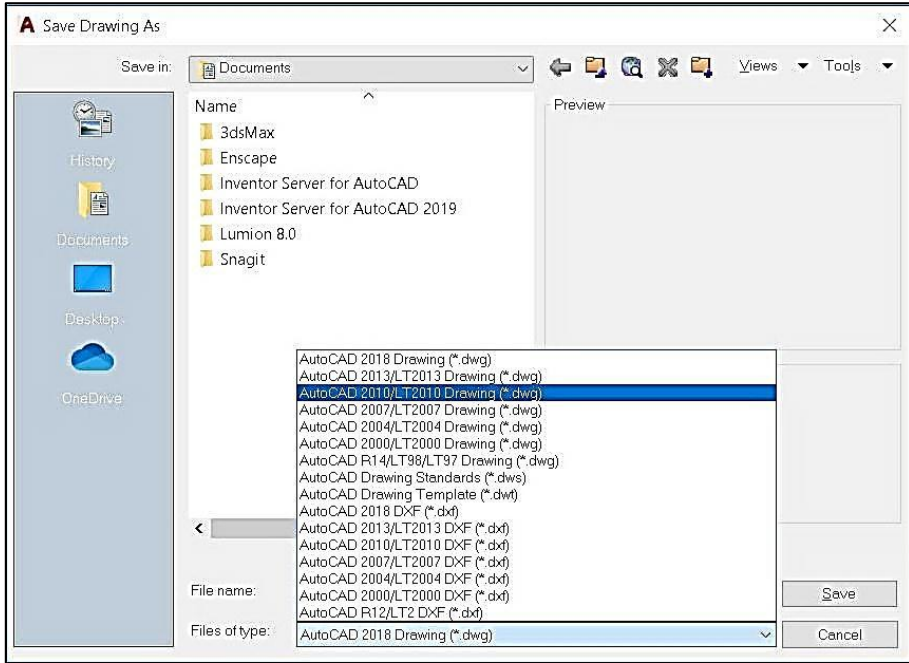 A Save Drawing As
Save in: Documents Views Tools
Name
Preview
3dsMax
Enscape
Inventor Server for AutoCAD
Inventor Server for AutoCAD 2019
Lumion 8.0
Snagit
History
Documents
Desktop
OneDrive
AutoCAD 2018 Drawing (*.dwg)
AutoCAD 2013/LT2013 Drawing (*.dwg)
AutoCAD 2010/LT2010 Drawing (*.dwg)
AutoCAD 2007/LT2007 Drawing (*.dwg)
AutoCAD 2004/LT2004 Drawing (*.dwg)
AutoCAD 2000/LT2000 Drawing (*.dwg)
AutoCAD R14/LT98/LT97 Drawing (*.dwg)
AutoCAD Drawing Standards (*.dws)
AutoCAD Drawing Template (*.dwt)
AutoCAD 2018 DXF (*.dxf)
AutoCAD 2013/LT2013 DXF (*.dxf)
AutoCAD 2010/LT2010 DXF (*.dxf)
AutoCAD 2007/LT2007 DXF (*.dxf)
AutoCAD 2004/LT2004 DXF (*.dxf)
AutoCAD 2000/LT2000 DXF (*.dxf)
AutoCAD R12/LT2 DXF (*.dxf)
File name: Save
Files of type: AutoCAD 2018 Drawing (*.dwg) Cancel